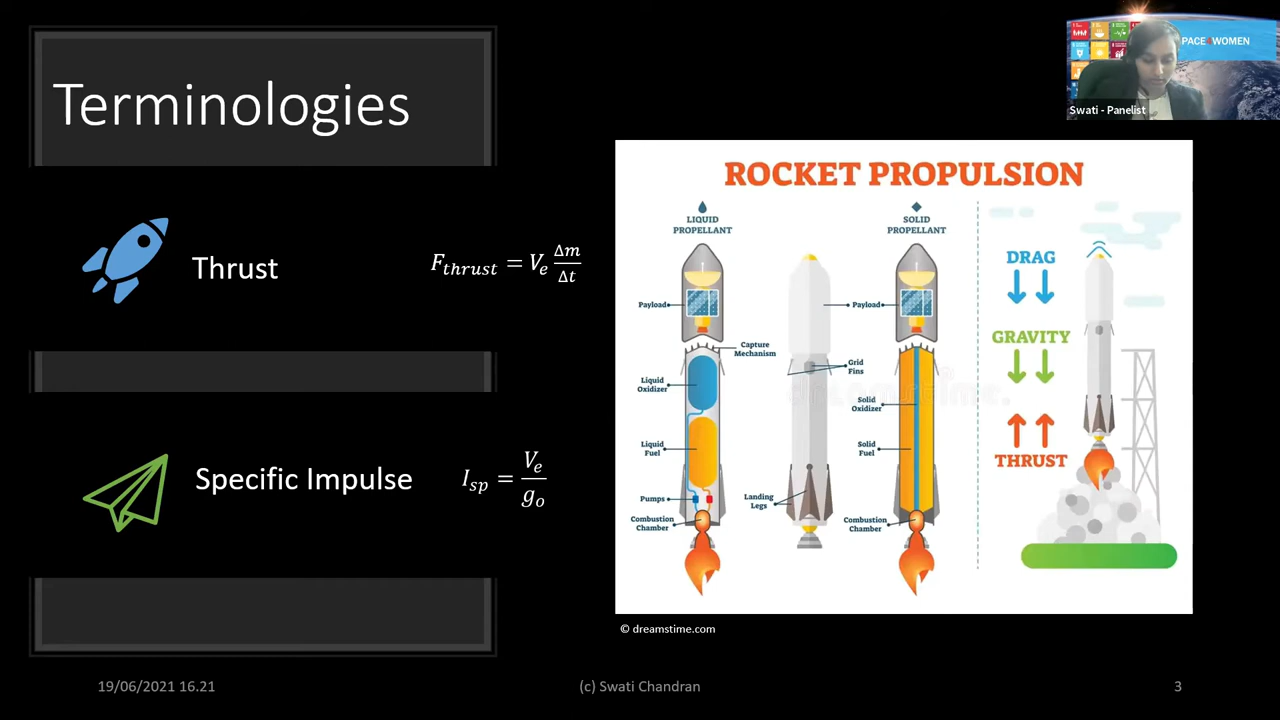 Terminologies
Thrust
F_thrust = V_e Δm/Δt
Specific Impulse
I_sp = V_e/g_o
ROCKET PROPULSION
LIQUID
PROPELLANT
SOLID
PROPELLANT
Payload
Capture
Mechanism
Liquid
Oxidizer
Liquid
Fuel
Pumps
Combustion
Chamber
Payload
Grid
Fins
Solid
Oxidizer
Solid
Fuel
Landing
Legs
Combustion
Chamber
DRAG
GRAVITY
THRUST
© dreamstime.com
19/06/2021 16.21
(c) Swati Chandran
3
PACE4WOMEN
Swati - Panelist